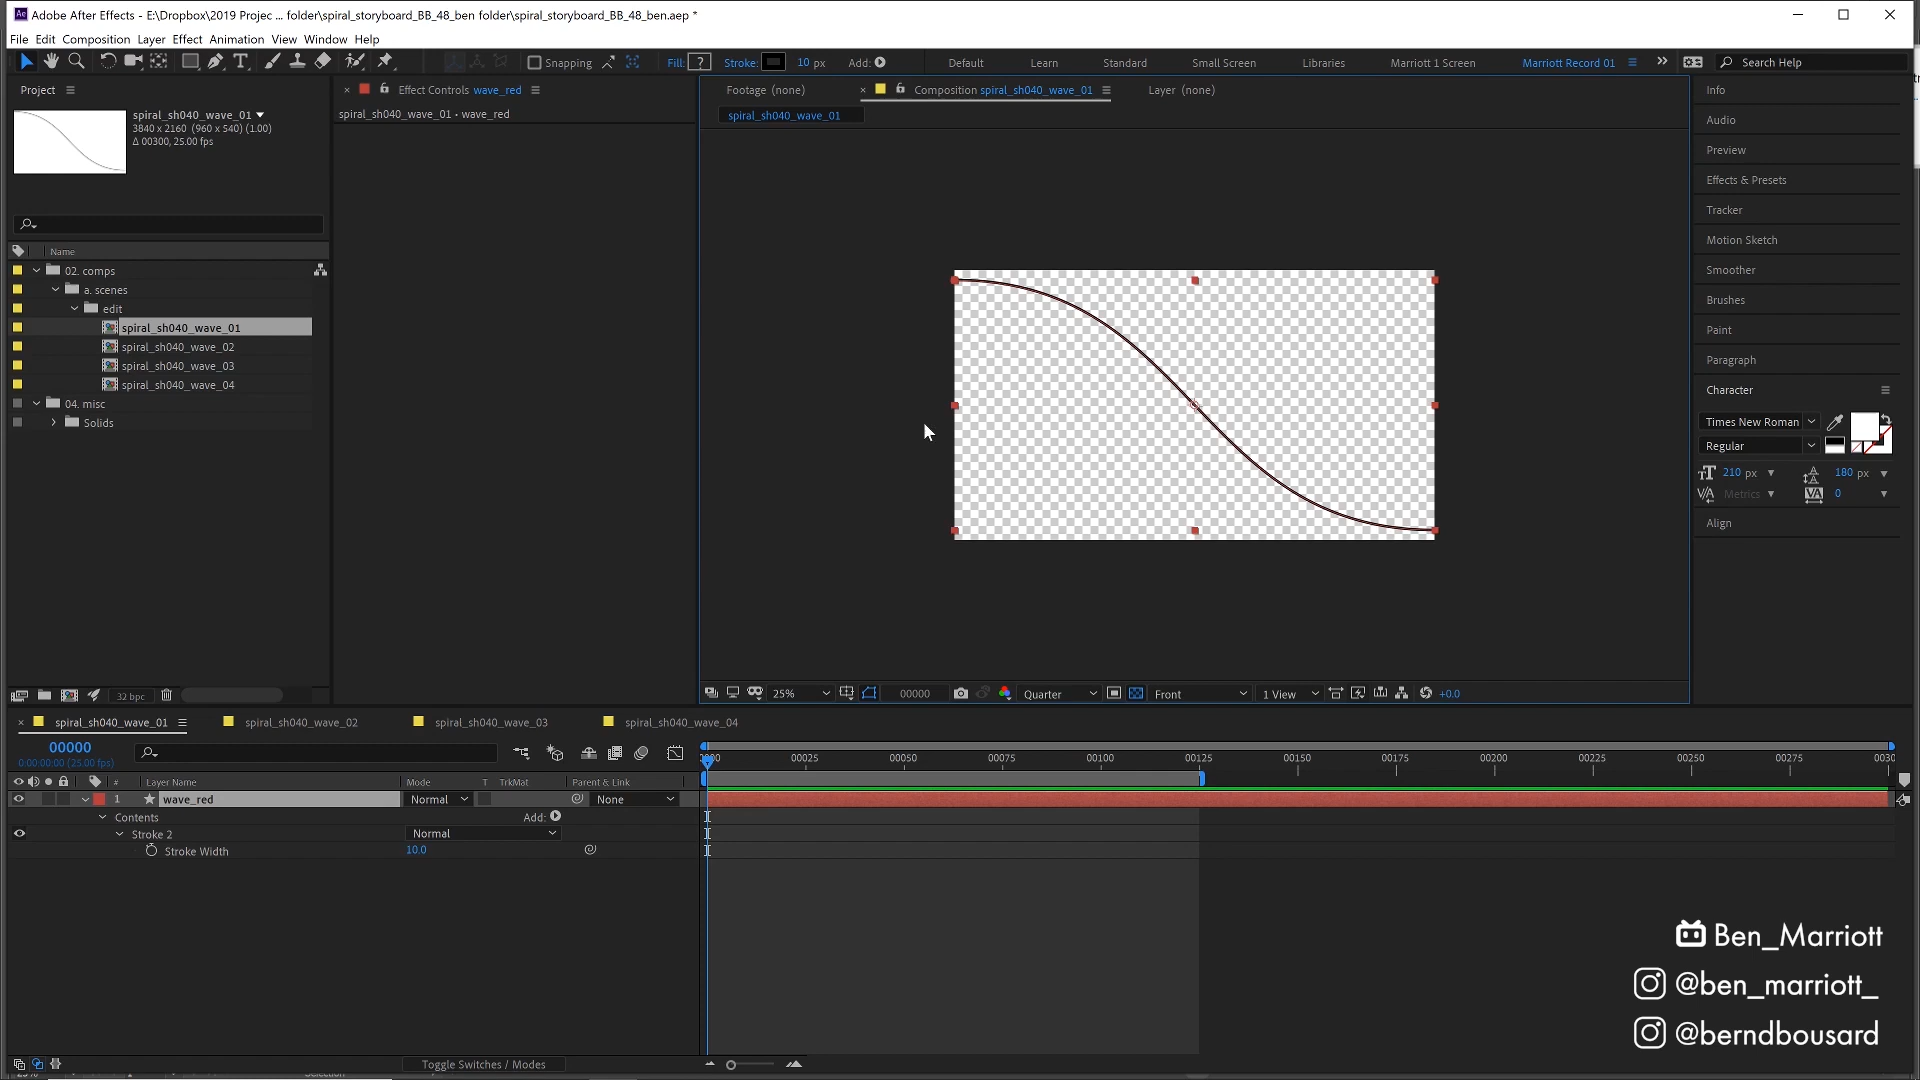 Adobe After Effects - E:\Dropbox\2019 Projec ... folder\spiral_storyboard_BB_48_ben folder\spiral_storyboard_BB_48_ben.aep *
File Edit Composition Layer Effect Animation View Window Help
Snapping Fill: ? Stroke: 10 px Add: Default Learn Standard Small Screen Libraries Marriott 1 Screen Marriott Record 01 Search Help
Project
Effect Controls wave_red
Footage (none) Composition spiral_sh040_wave_01 Layer (none)
spiral_sh040_wave_01 • wave_red
spiral_sh040_wave_01
spiral_sh040_wave_01
3840 x 2160 (960 x 540) (1.00)
Δ 00300, 25.00 fps
Name
02. comps
a. scenes
edit
spiral_sh040_wave_01
spiral_sh040_wave_02
spiral_sh040_wave_03
spiral_sh040_wave_04
04. misc
Solids
32 bpc
25% 00000 Quarter Front 1 View +0.0
Info
Audio
Preview
Effects & Presets
Tracker
Motion Sketch
Smoother
Brushes
Paint
Paragraph
Character
Times New Roman
Regular
210 px 180 px
Metrics 0
Align
spiral_sh040_wave_01 spiral_sh040_wave_02 spiral_sh040_wave_03 spiral_sh040_wave_04
00000
0:00:00:00 (25.00 fps)
00025 00050 00075 00100 00125 00150 00175 00200 00225 00250 00275
# Layer Name Mode T TrkMat Parent & Link
1 wave_red Normal None
Contents Add:
Stroke 2 Normal
Stroke Width 10.0
Toggle Switches / Modes
Ben_Marriott
@ben_marriott_
@berndbousard